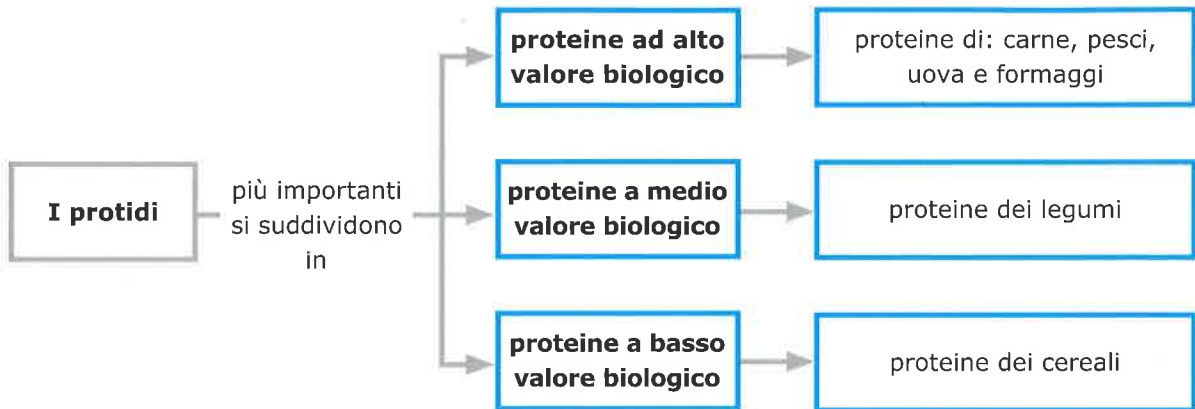 I protidi
più importanti
si suddividono
in
proteine ad alto
valore biologico
proteine di: carne, pesci,
uova e formaggi
proteine a medio
valore biologico
proteine dei legumi
proteine a basso
valore biologico
proteine dei cereali